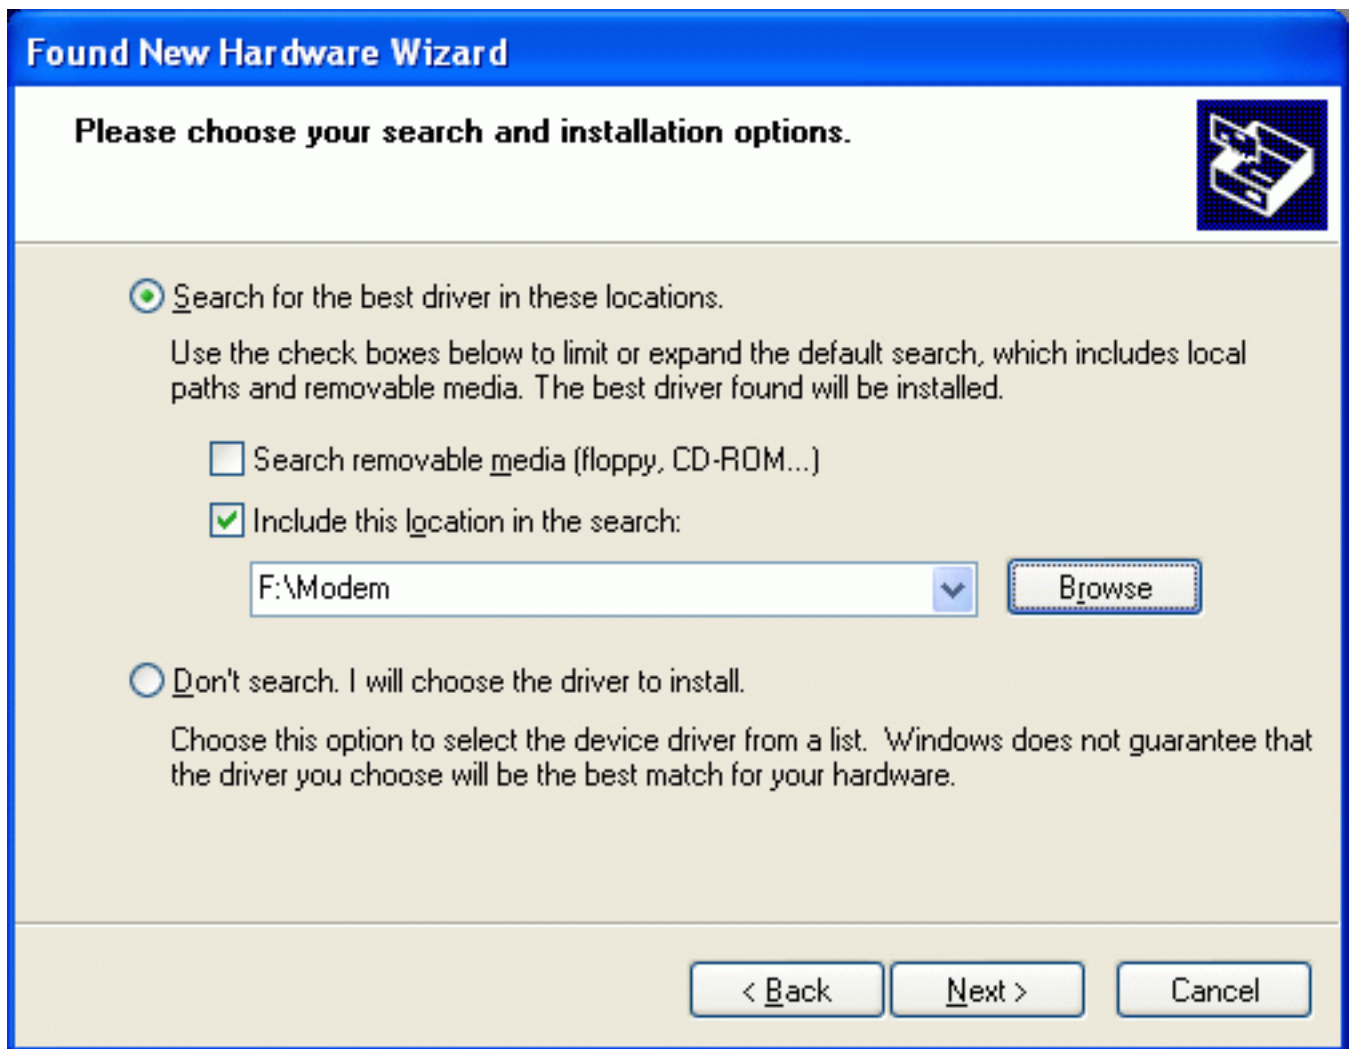 Found New Hardware Wizard
Please choose your search and installation options.
Search for the best driver in these locations.
Use the check boxes below to limit or expand the default search, which includes local
paths and removable media. The best driver found will be installed.
Search removable media (floppy, CD-ROM...)
Include this location in the search:
F:\Modem
Browse
Don't search. I will choose the driver to install.
Choose this option to select the device driver from a list.  Windows does not guarantee that
the driver you choose will be the best match for your hardware.
< Back
Next >
Cancel